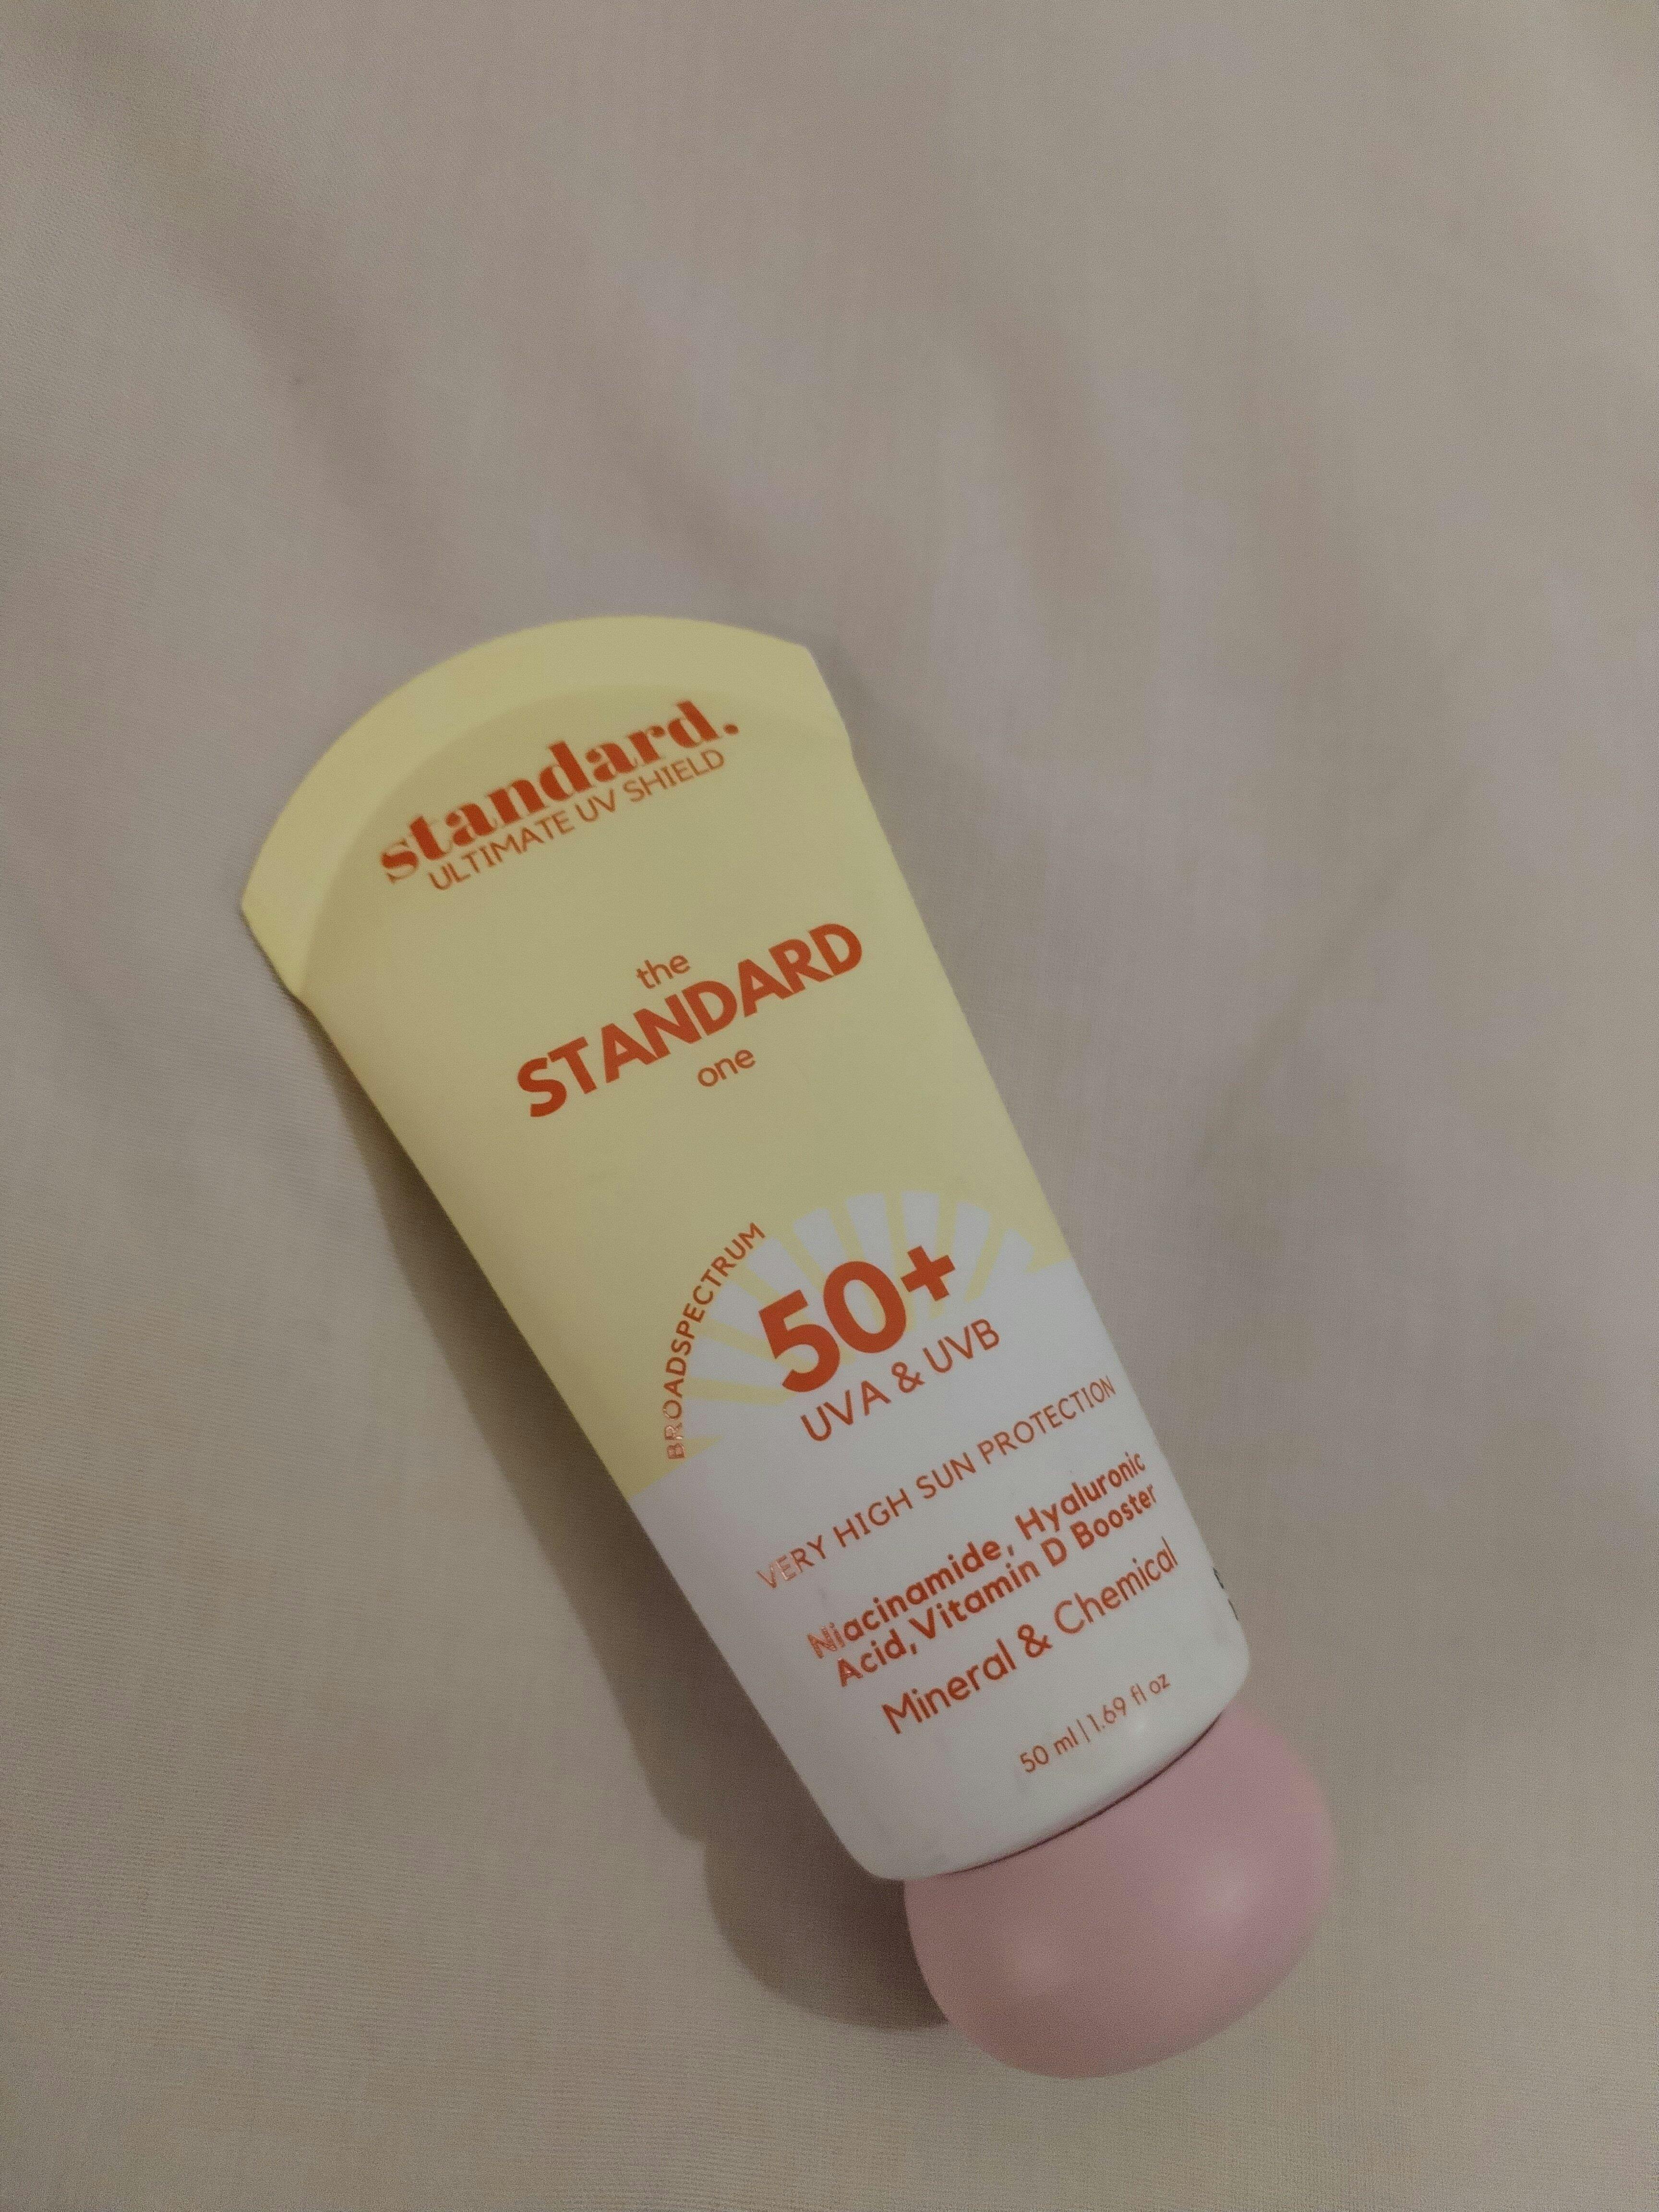 standard.
ULTIMATE UV SHIELD
the
STANDARD
one
BROADSPECTRUM
50+
UVA & UVB
VERY HIGH SUN PROTECTION
Niacinamide, Hyaluronic
Acid, Vitamin D Booster
Mineral & Chemical
50 ml | 1.69 fl oz